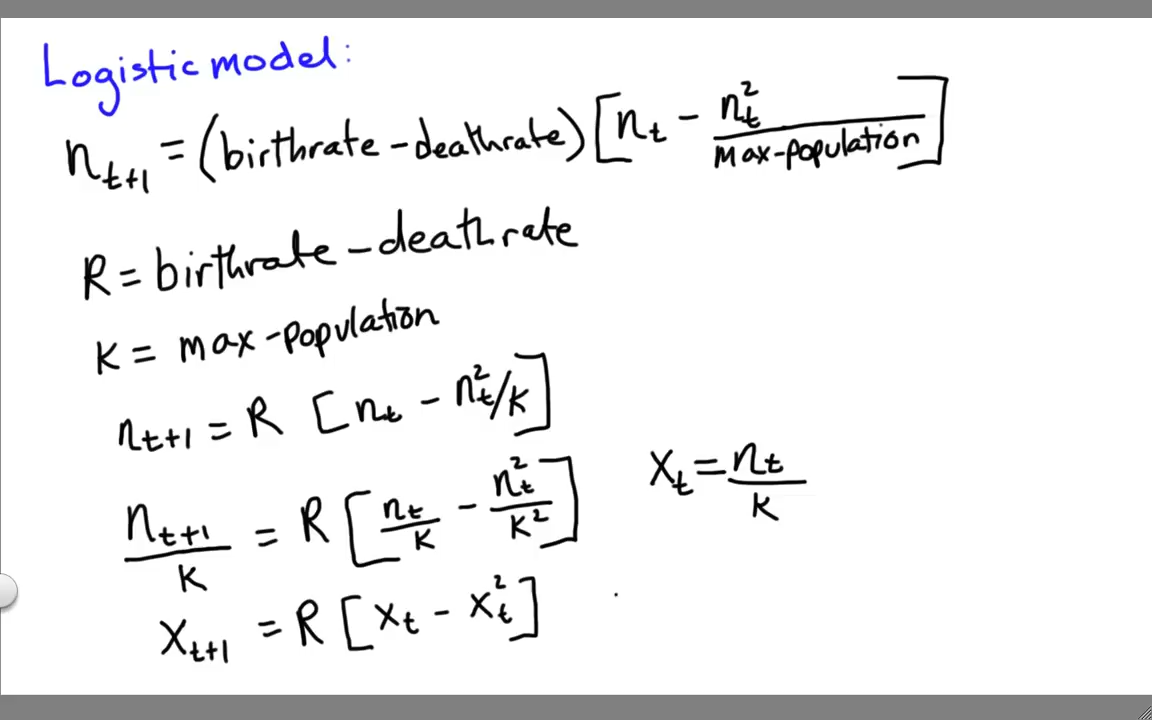 Logistic model:
n_{t+1} = (birthrate - deathrate) [n_t - n_t^2 / max-population]
R = birthrate - deathrate
K = max-population
n_{t+1} = R [n_t - n_t^2/K]
n_{t+1}/K = R [n_t/K - n_t^2/K^2]
x_t = n_t/K
x_{t+1} = R [x_t - x_t^2]